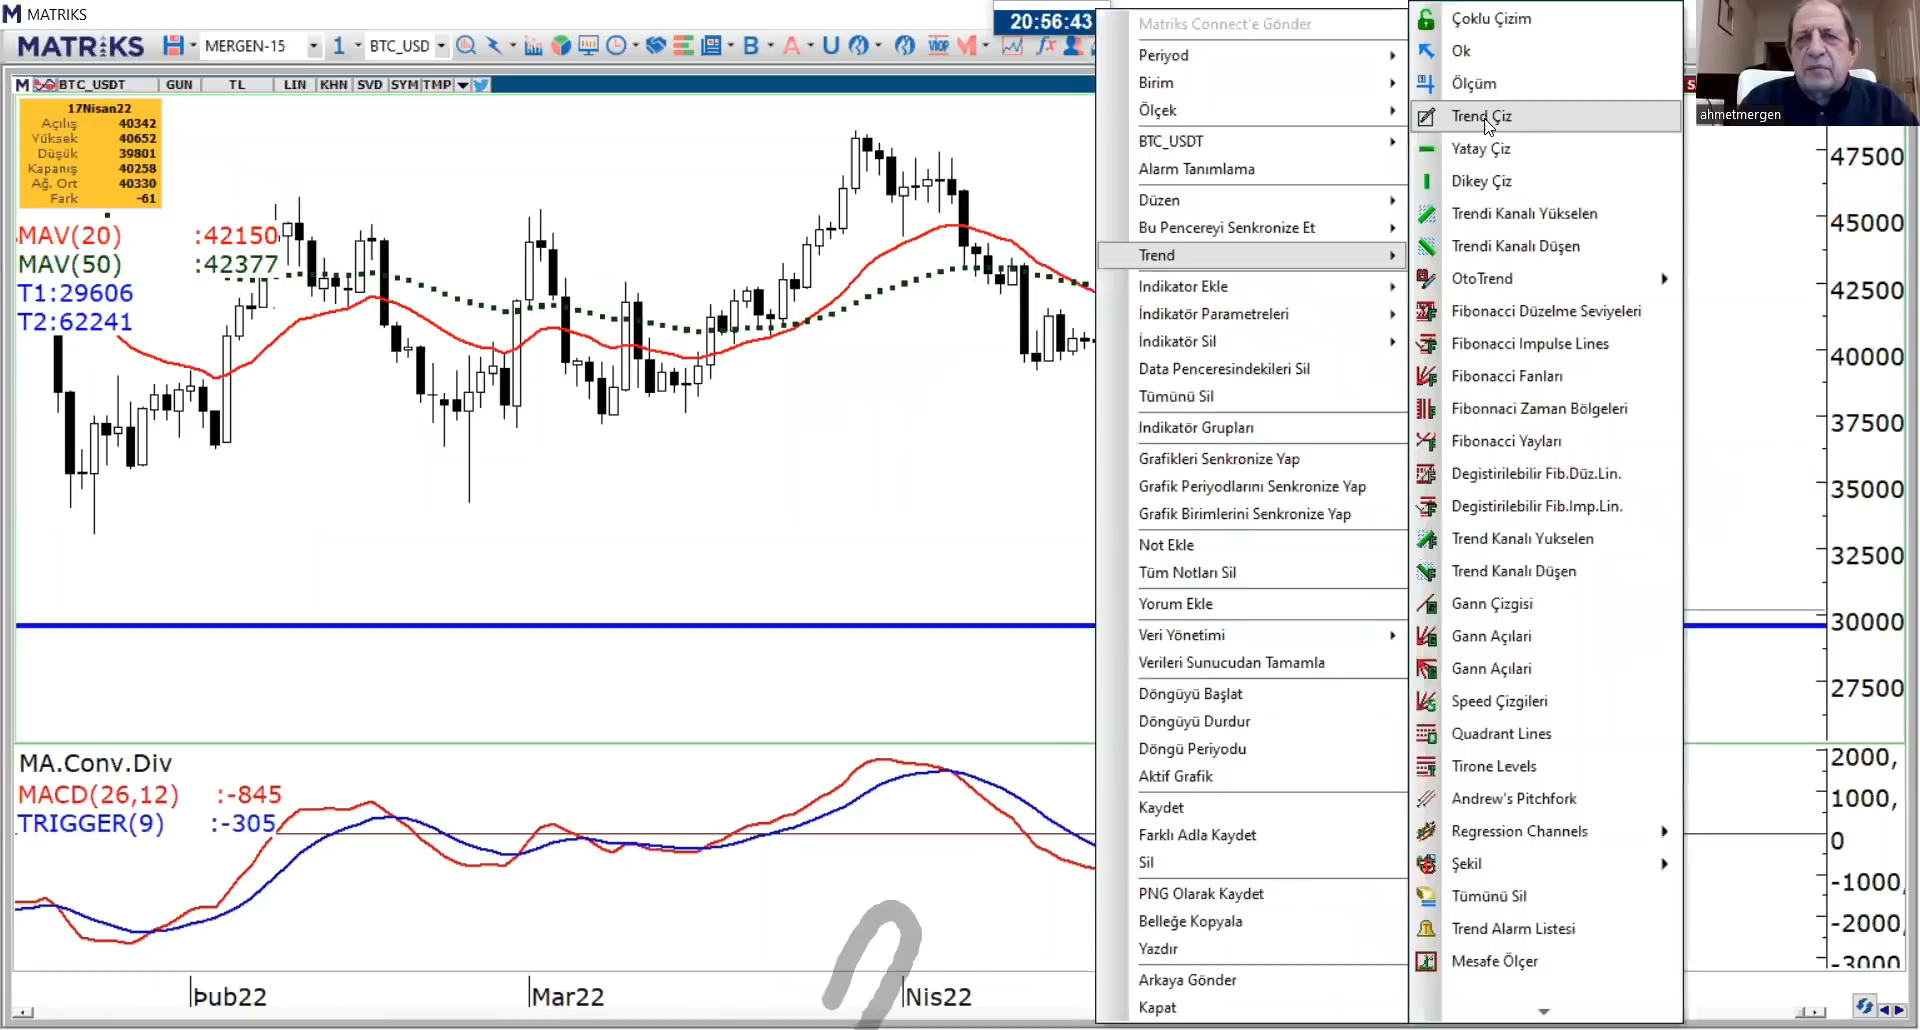 MATRIKS
20:56:43
MATRIKS
MERGEN-15
1
BTC_USD
B
A
U
VIOP
M
fx
M BTC_USDT
GUN
TL
LIN
KHN
SVD
SYM
TMP
17Nisan22
Açılış 40342
Yüksek 40652
Düşük 39801
Kapanış 40258
Ağ. Ort 40330
Fark -61
MAV(20) :42150
MAV(50) :42377
T1:29606
T2:62241
47500
45000
42500
40000
37500
35000
32500
30000
27500
MA.Conv.Div
MACD(26,12) :-845
TRIGGER(9) :-305
2000,
1000,
0
-1000,
-2000,
-3000,
Þub22
Mar22
Nis22
Matriks Connect'e Gönder
Periyod
Birim
Ölçek
BTC_USDT
Alarm Tanımlama
Düzen
Bu Pencereyi Senkronize Et
Trend
Indikator Ekle
İndikatör Parametreleri
İndikatör Sil
Data Penceresindekileri Sil
Tümünü Sil
Indikatör Grupları
Grafikleri Senkronize Yap
Grafik Periyodlarını Senkronize Yap
Grafik Birimlerini Senkronize Yap
Not Ekle
Tüm Notları Sil
Yorum Ekle
Veri Yönetimi
Verileri Sunucudan Tamamla
Döngüyü Başlat
Döngüyü Durdur
Döngü Periyodu
Aktif Grafik
Kaydet
Farklı Adla Kaydet
Sil
PNG Olarak Kaydet
Belleğe Kopyala
Yazdır
Arkaya Gönder
Kapat
Çoklu Çizim
Ok
Ölçüm
Trend Çiz
Yatay Çiz
Dikey Çiz
Trendi Kanalı Yükselen
Trendi Kanalı Düşen
OtoTrend
Fibonacci Düzelme Seviyeleri
Fibonacci Impulse Lines
Fibonacci Fanları
Fibonnaci Zaman Bölgeleri
Fibonacci Yayları
Degistirilebilir Fib.Düz.Lin.
Degistirilebilir Fib.Imp.Lin.
Trend Kanalı Yukselen
Trend Kanalı Düşen
Gann Çizgisi
Gann Açılari
Gann Açılari
Speed Çizgileri
Quadrant Lines
Tirone Levels
Andrew's Pitchfork
Regression Channels
Şekil
Tümünü Sil
Trend Alarm Listesi
Mesafe Ölçer
ahmetmergen